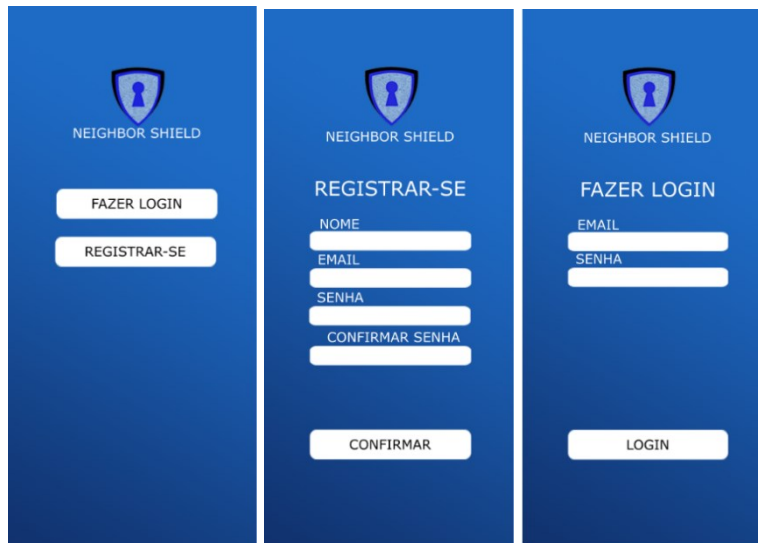 NEIGHBOR SHIELD
FAZER LOGIN
REGISTRAR-SE
NEIGHBOR SHIELD
REGISTRAR-SE
NOME
EMAIL
SENHA
CONFIRMAR SENHA
CONFIRMAR
NEIGHBOR SHIELD
FAZER LOGIN
EMAIL
SENHA
LOGIN